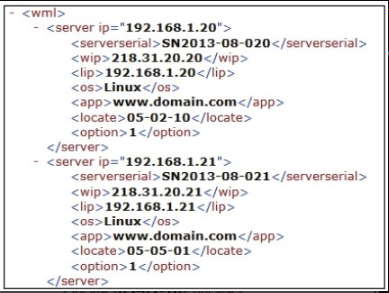 - <wml>
- <server ip="192.168.1.20">
<serverserial>SN2013-08-020</serverserial>
<wip>218.31.20.20</wip>
<lip>192.168.1.20</lip>
<os>Linux</os>
<app>www.domain.com</app>
<locate>05-02-10</locate>
<option>1</option>
</server>
- <server ip="192.168.1.21">
<serverserial>SN2013-08-021</serverserial>
<wip>218.31.20.21</wip>
<lip>192.168.1.21</lip>
<os>Linux</os>
<app>www.domain.com</app>
<locate>05-05-01</locate>
<option>1</option>
</server>